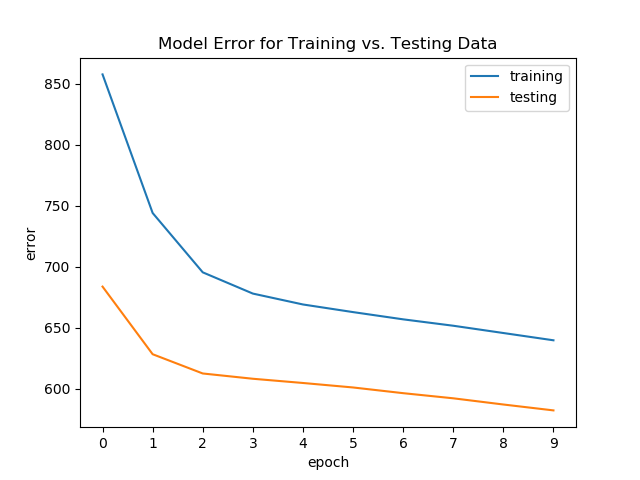 Model Error for Training vs. Testing Data
training
testing
850
800
750
700
650
600
error
0 1 2 3 4 5 6 7 8 9
epoch